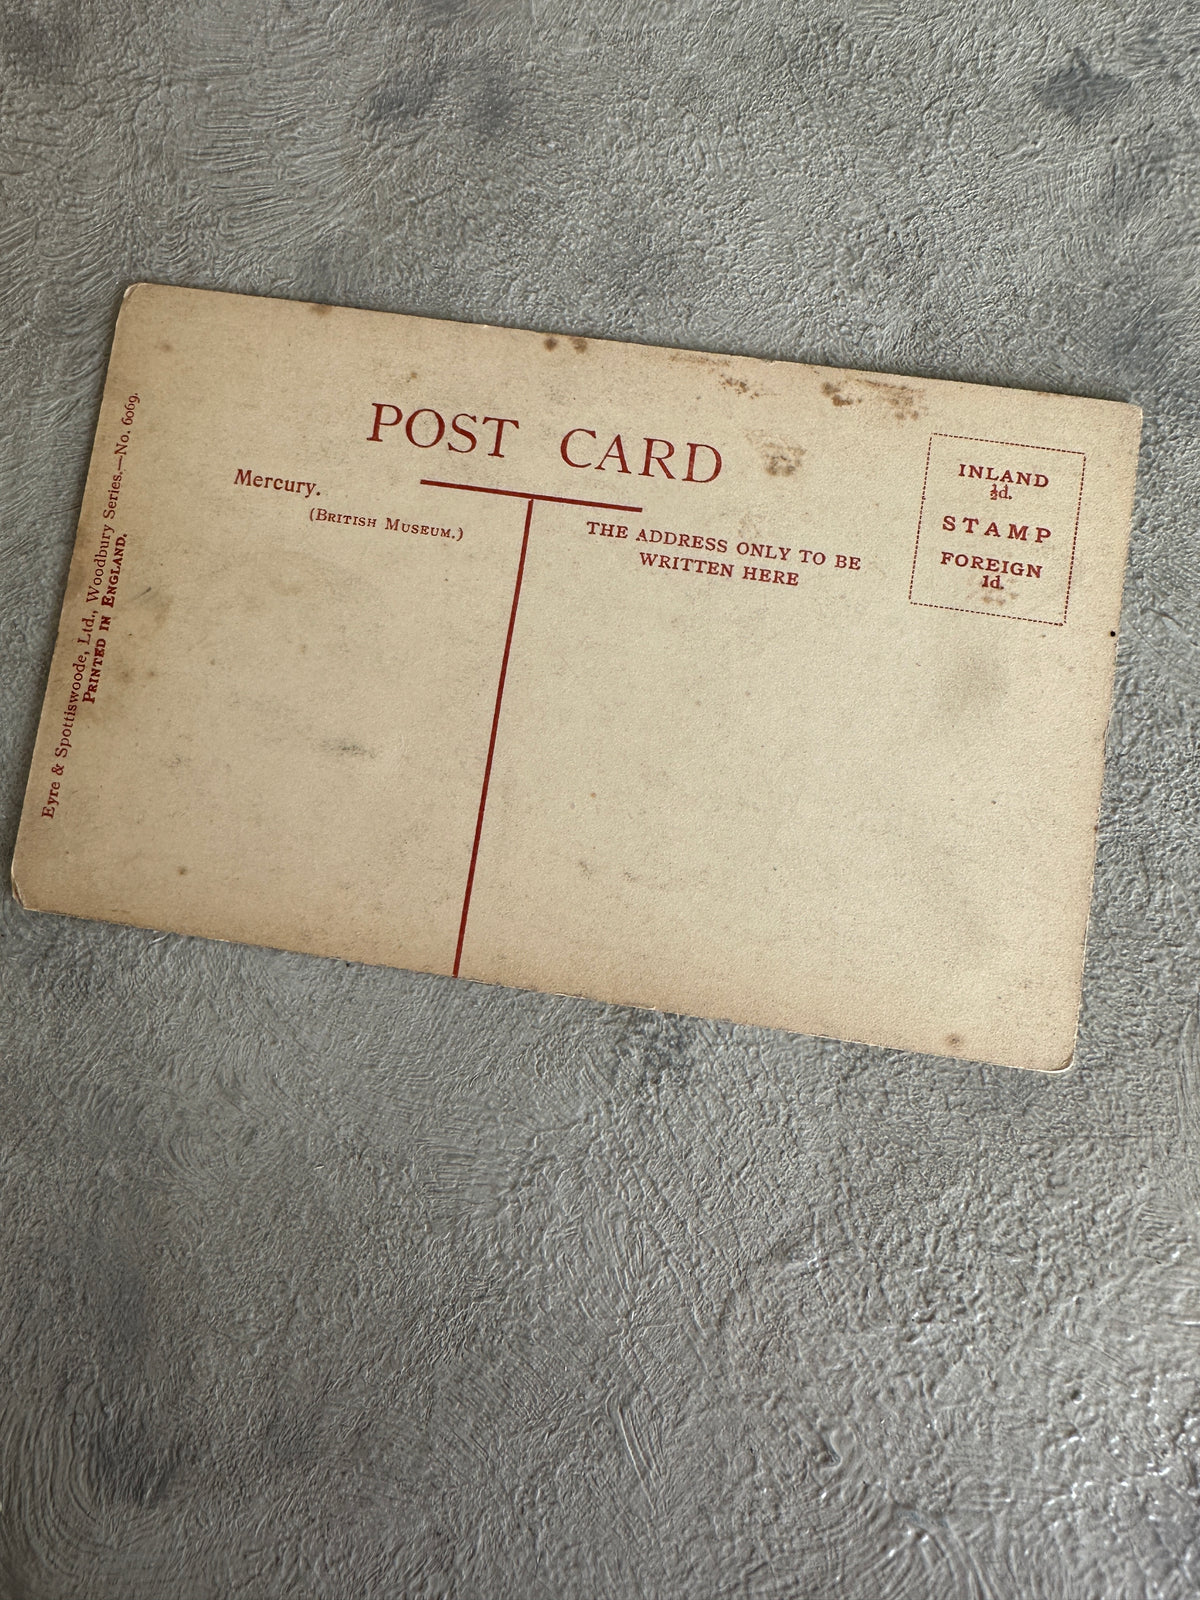 POST CARD
Mercury.
(British Museum.)
THE ADDRESS ONLY TO BE
WRITTEN HERE
INLAND
½d.
STAMP
FOREIGN
1d.
Eyre & Spottiswoode, Ltd., Woodbury Series.—No. 6069.
Printed in England.